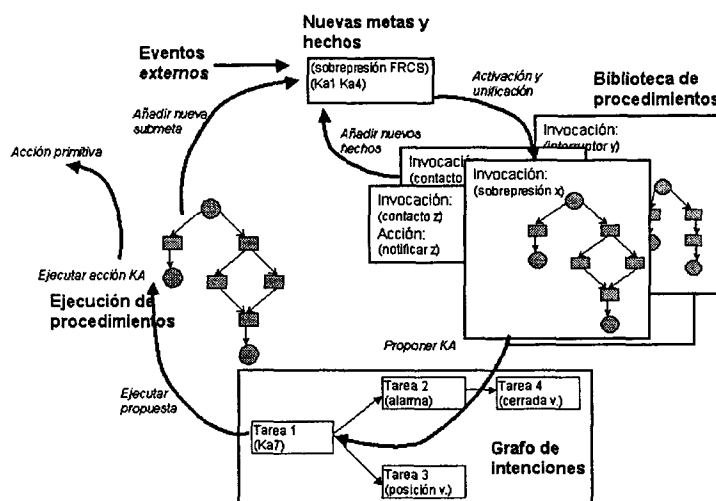 Nuevas metas y
hechos
Eventos
externos
(sobrepresión FRCS)
(Ka1 Ka4)
Activación y
unificación
Biblioteca de
procedimientos
Añadir nueva
submeta
Añadir nuevos
hechos
Invocación:
(interruptor y)
Acción primitiva
Invocación
(contacto
Invocación:
(sobrepresión x)
Invocación:
(contacto z)
Acción:
(notificar z)
Ejecutar acción KA
Ejecución de
procedimientos
Proponer KA
Ejecutar
propuesta
Tarea 1
(Ka7)
Tarea 2
(alarma)
Tarea 4
(cerrada v.)
Tarea 3
(posición v.)
Grafo de
intenciones